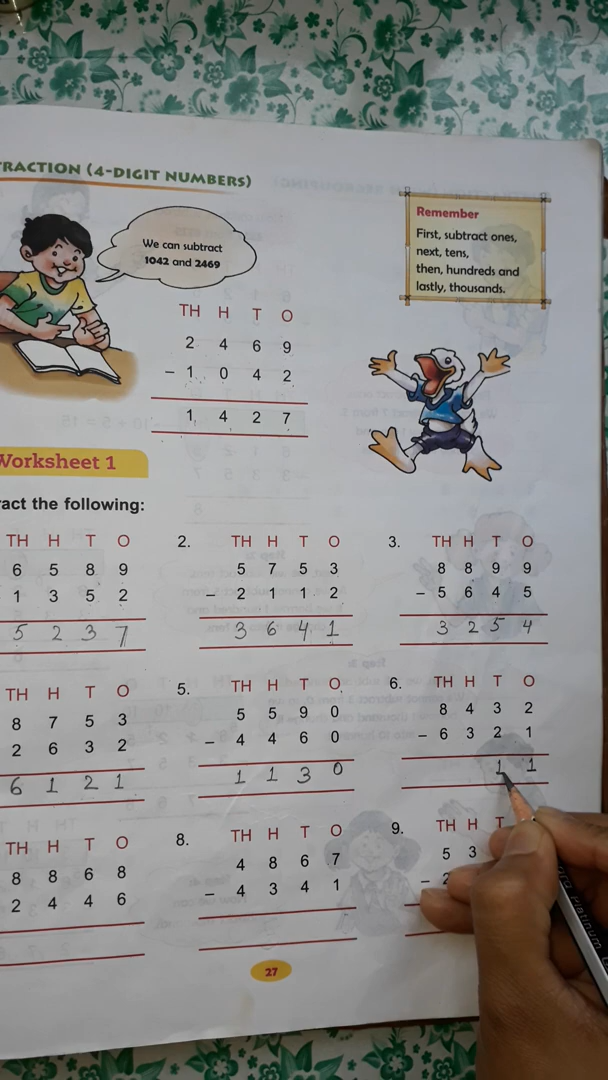 TRACTION (4-DIGIT NUMBERS)
We can subtract
1042 and 2469
Remember
First, subtract ones,
next, tens,
then, hundreds and
lastly, thousands.
TH H T O
2 4 6 9
- 1 0 4 2
1 4 2 7
Worksheet 1
ract the following:
TH H T O
6 5 8 9
1 3 5 2
5 2 3 7
2.
TH H T O
5 7 5 3
- 2 1 1 2
3 6 4 1
3.
TH H T O
8 8 9 9
- 5 6 4 5
3 2 5 4
TH H T O
8 7 5 3
2 6 3 2
6 1 2 1
5.
TH H T O
5 5 9 0
- 4 4 6 0
1 1 3 0
6.
TH H T O
8 4 3 2
- 6 3 2 1
1 1
TH H T O
8 8 6 8
2 4 4 6
8.
TH H T O
4 8 6 7
- 4 3 4 1
9.
TH H T
5 3
- 2
27